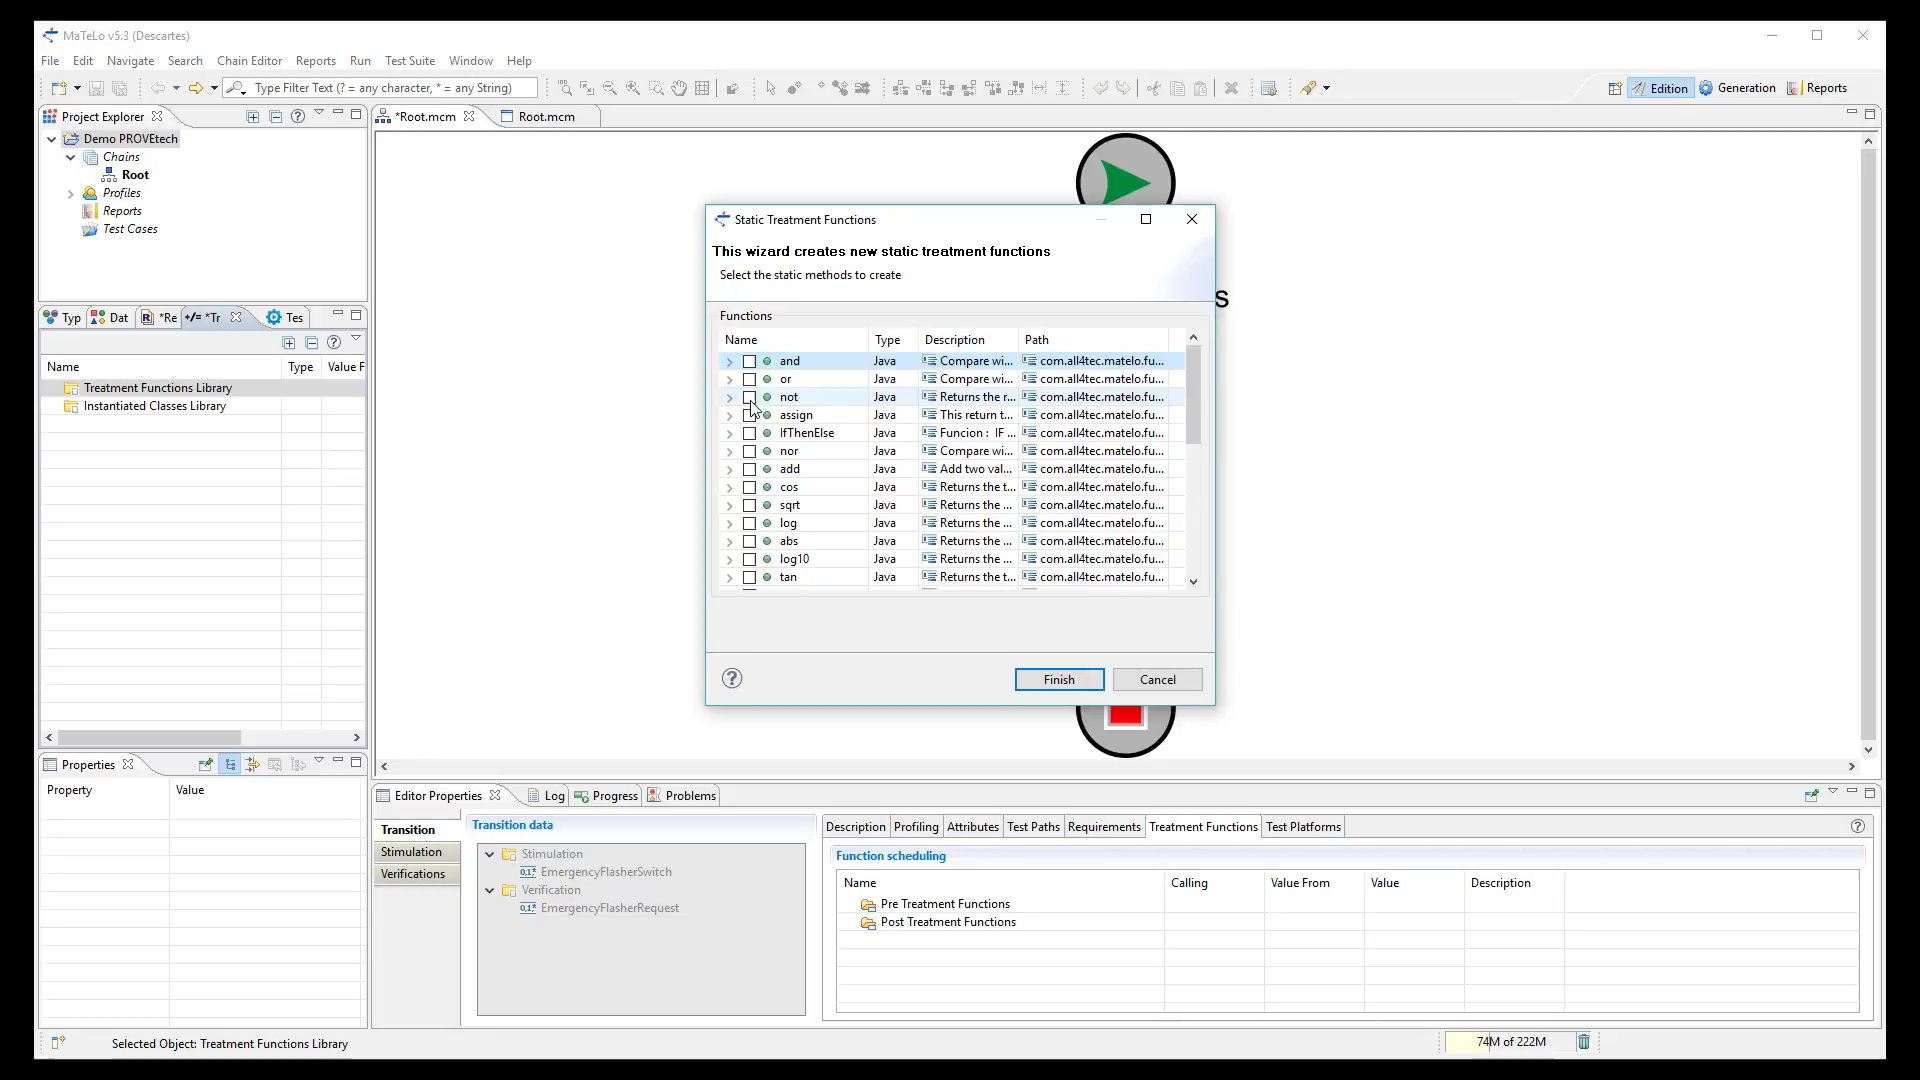 MaTeLo v5.3 (Descartes)
File Edit Navigate Search Chain Editor Reports Run Test Suite Window Help
Type Filter Text (? = any character, * = any String)
Edition Generation Reports
Project Explorer
*Root.mcm
Root.mcm
Demo PROVEtech
Chains
Root
Profiles
Reports
Test Cases
Typ Dat *Re *Tr Tes
Name Type Value F
Treatment Functions Library
Instantiated Classes Library
s
Static Treatment Functions
This wizard creates new static treatment functions
Select the static methods to create
Functions
Name Type Description Path
and Java Compare wi... com.all4tec.matelo.fu...
or Java Compare wi... com.all4tec.matelo.fu...
not Java Returns the r... com.all4tec.matelo.fu...
assign Java This return t... com.all4tec.matelo.fu...
IfThenElse Java Funcion : IF ... com.all4tec.matelo.fu...
nor Java Compare wi... com.all4tec.matelo.fu...
add Java Add two val... com.all4tec.matelo.fu...
cos Java Returns the t... com.all4tec.matelo.fu...
sqrt Java Returns the ... com.all4tec.matelo.fu...
log Java Returns the ... com.all4tec.matelo.fu...
abs Java Returns the ... com.all4tec.matelo.fu...
log10 Java Returns the ... com.all4tec.matelo.fu...
tan Java Returns the t... com.all4tec.matelo.fu...
Finish Cancel
Properties
Property Value
Editor Properties Log Progress Problems
Transition
Stimulation
Verifications
Transition data
Stimulation
EmergencyFlasherSwitch
Verification
EmergencyFlasherRequest
Description Profiling Attributes Test Paths Requirements Treatment Functions Test Platforms
Function scheduling
Name Calling Value From Value Description
Pre Treatment Functions
Post Treatment Functions
Selected Object: Treatment Functions Library
74M of 222M